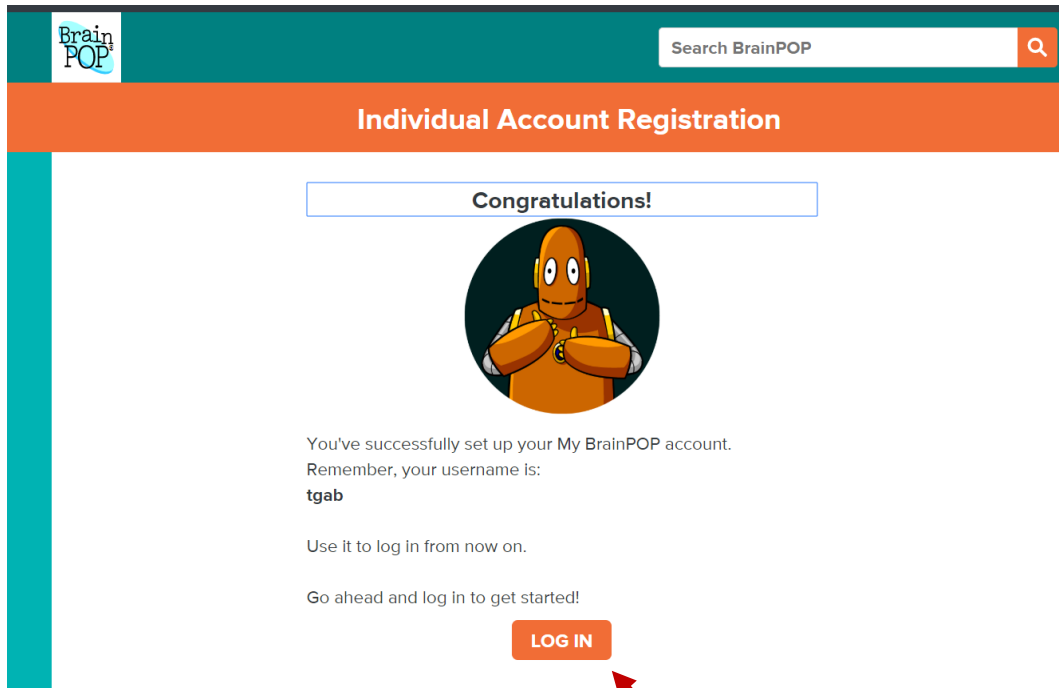 Brain
POP
Search BrainPOP
Individual Account Registration
Congratulations!
You've successfully set up your My BrainPOP account.
Remember, your username is:
tgab
Use it to log in from now on.
Go ahead and log in to get started!
LOG IN